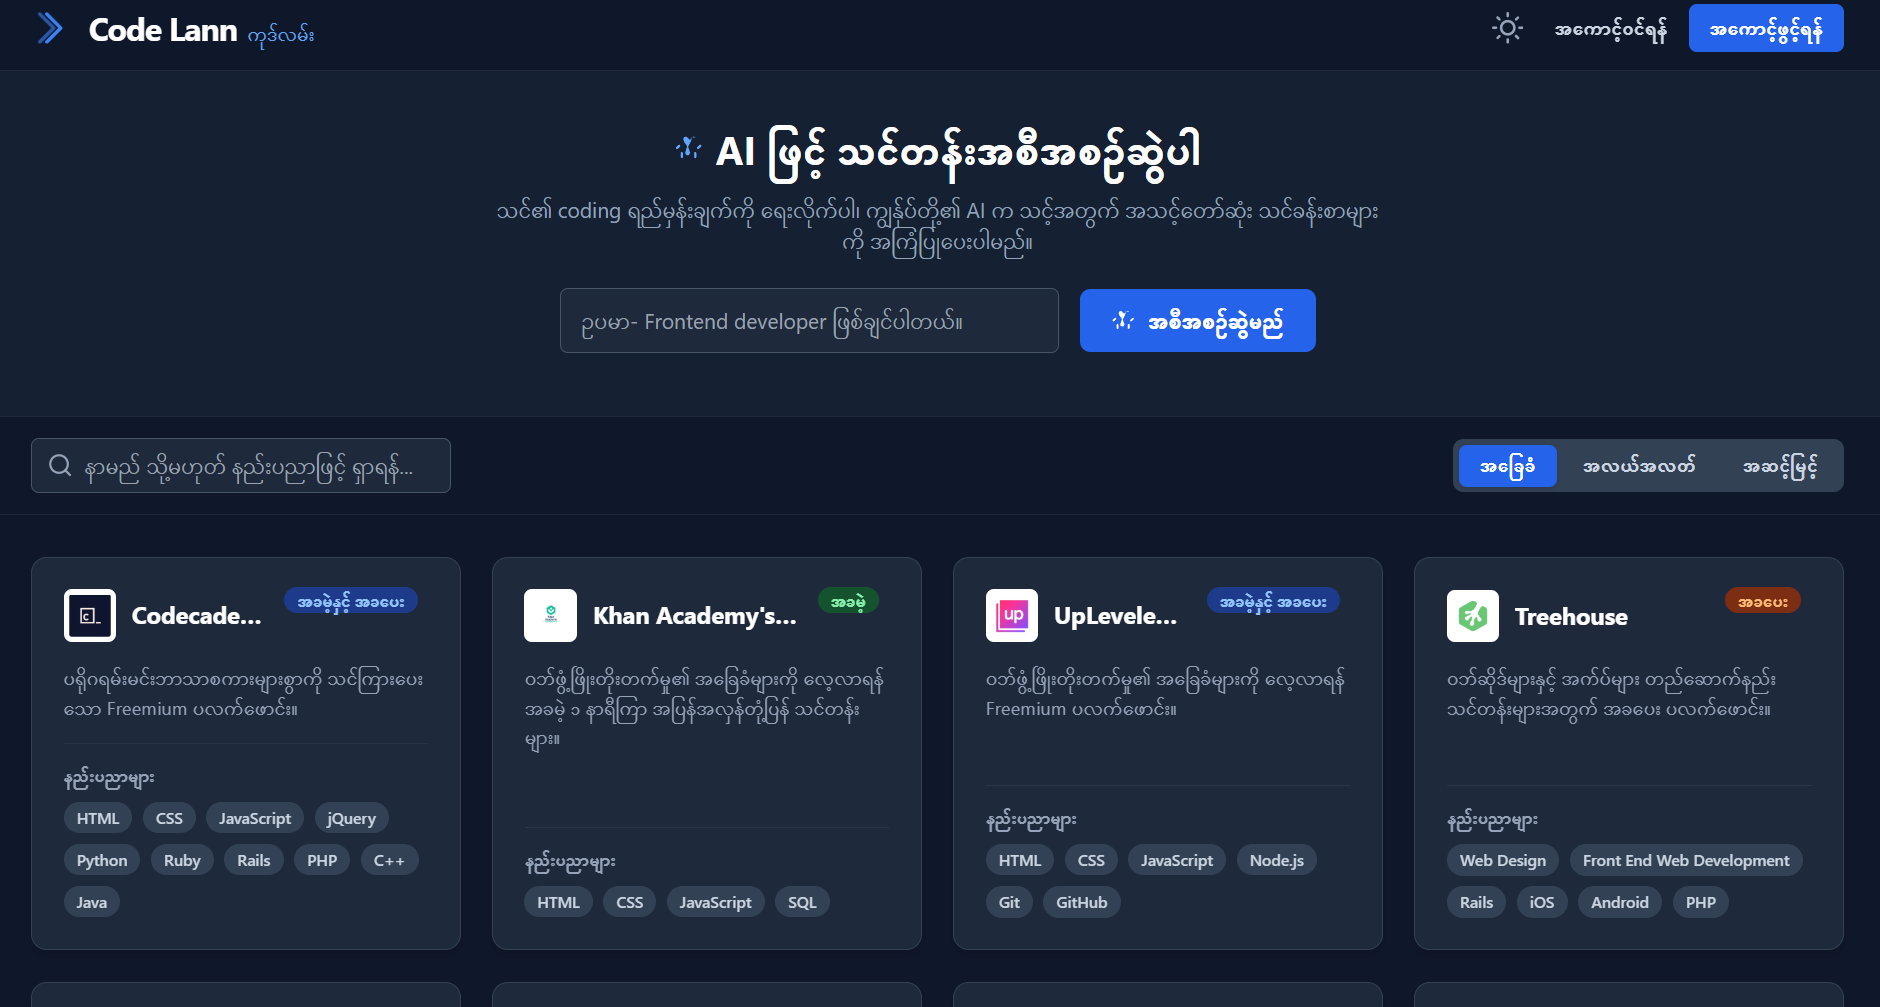 Code Lann ကုဒ်လမ်း
အကောင့်ဝင်ရန်
အကောင့်ဖွင့်ရန်
AI ဖြင့် သင်တန်းအစီအစဉ်ဆွဲပါ
သင်၏ coding ရည်မှန်းချက်ကို ရေးလိုက်ပါ၊ ကျွန်ုပ်တို့၏ AI က သင့်အတွက် အသင့်တော်ဆုံး သင်ခန်းစာများ
ကို အကြံပြုပေးပါမည်။
ဥပမာ- Frontend developer ဖြစ်ချင်ပါတယ်။
အစီအစဉ်ဆွဲမည်
နာမည် သို့မဟုတ် နည်းပညာဖြင့် ရှာရန်...
အခြေခံ
အလယ်အလတ်
အဆင့်မြင့်
Codecade...
အခမဲ့နှင့် အခပေး
ပရိုဂရမ်းမင်းဘာသာစကားများစွာကို သင်ကြားပေး
သော Freemium ပလက်ဖောင်း။
နည်းပညာများ
HTML CSS JavaScript jQuery
Python Ruby Rails PHP C++
Java
Khan Academy's...
အခမဲ့
ဝဘ်ဖွံ့ဖြိုးတိုးတက်မှု၏ အခြေခံများကို လေ့လာရန်
အခမဲ့ ၁ နာရီကြာ အပြန်အလှန်တုံ့ပြန် သင်တန်း
များ။
နည်းပညာများ
HTML CSS JavaScript SQL
up
UpLevele...
အခမဲ့နှင့် အခပေး
ဝဘ်ဖွံ့ဖြိုးတိုးတက်မှု၏ အခြေခံများကို လေ့လာရန်
Freemium ပလက်ဖောင်း။
နည်းပညာများ
HTML CSS JavaScript Node.js
Git GitHub
Treehouse
အခပေး
ဝဘ်ဆိုဒ်များနှင့် အက်ပ်များ တည်ဆောက်နည်း
သင်တန်းများအတွက် အခပေး ပလက်ဖောင်း။
နည်းပညာများ
Web Design Front End Web Development
Rails iOS Android PHP